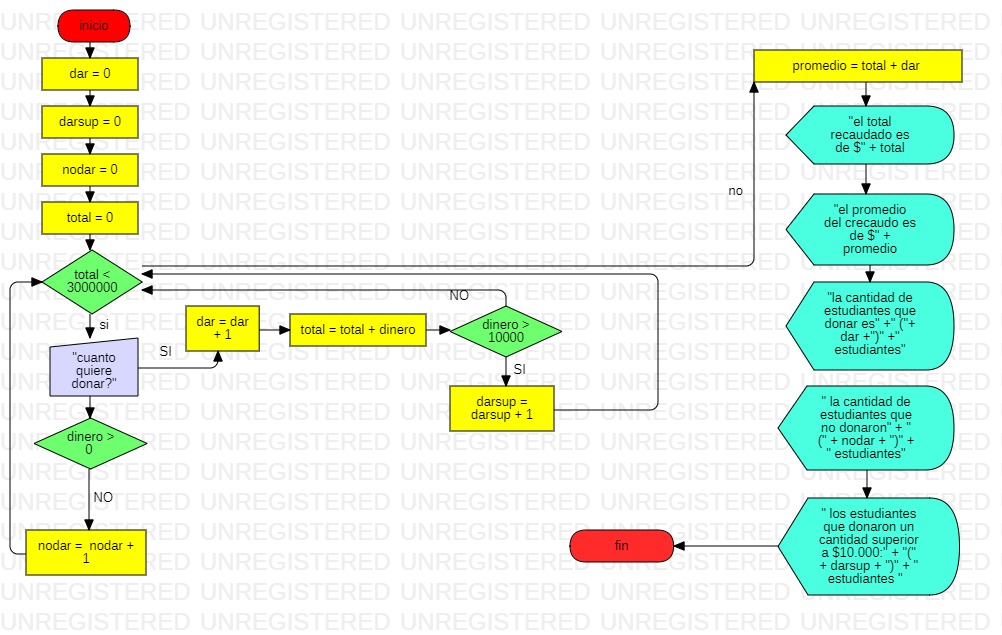 inicio
dar = 0
darsup = 0
nodar = 0
total = 0
total <
3000000
si
"cuanto
quiere
donar?"
SI
dinero >
0
NO
nodar =  nodar +
1
dar = dar
+ 1
total = total + dinero
dinero >
10000
NO
SI
darsup =
darsup + 1
no
promedio = total + dar
"el total
recaudado es
de $" + total
"el promedio
del crecaudo es
de $" +
promedio
"la cantidad de
estudiantes que
donar es" +" ("+
dar +")" +"
estudiantes"
" la cantidad de
estudiantes que
no donaron" + "
(" + nodar + ")" +
" estudiantes"
" los estudiantes
que donaron un
cantidad superior
a $10.000:" + "("
+ darsup + ")" + "
estudiantes "
fin
UNREGISTERED